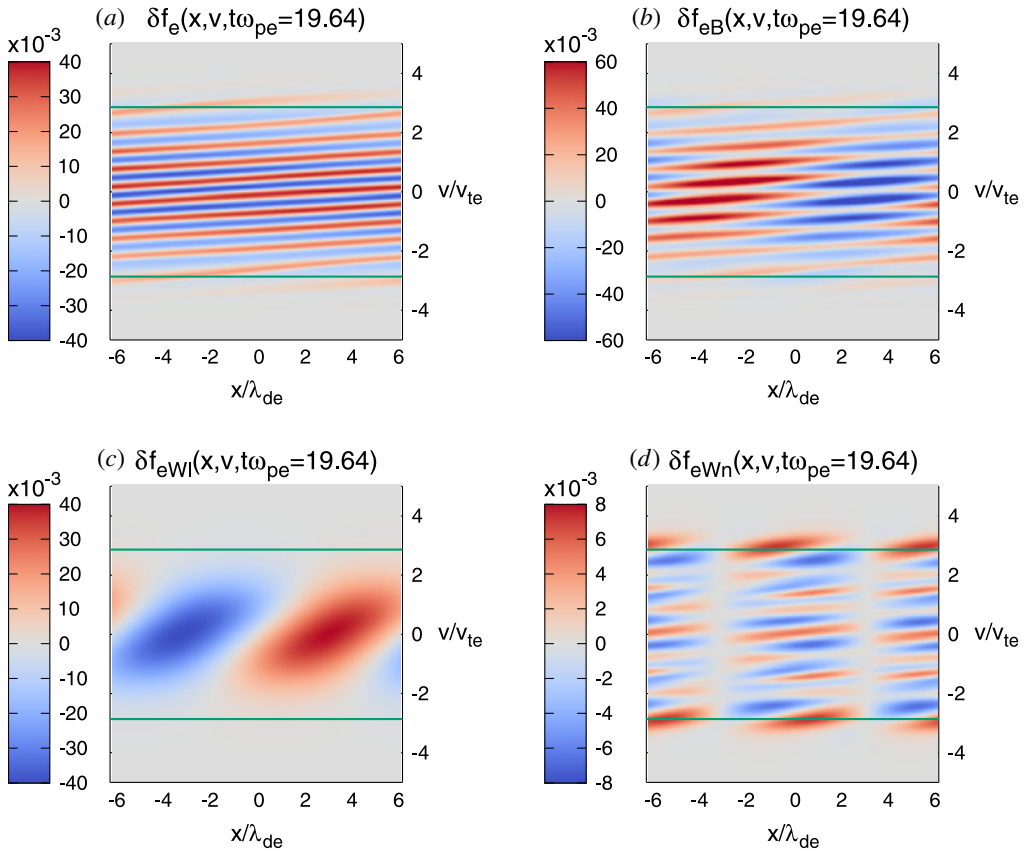 (a) δf_e(x,v,tω_pe=19.64)
x10^-3
40
30
20
10
0
-10
-20
-30
-40
4
2
0
-2
-4
v/v_te
-6 -4 -2 0 2 4 6
x/λ_de
(b) δf_eB(x,v,tω_pe=19.64)
x10^-3
60
40
20
0
-20
-40
-60
4
2
0
-2
-4
v/v_te
-6 -4 -2 0 2 4 6
x/λ_de
(c) δf_eWl(x,v,tω_pe=19.64)
x10^-3
40
30
20
10
0
-10
-20
-30
-40
4
2
0
-2
-4
v/v_te
-6 -4 -2 0 2 4 6
x/λ_de
(d) δf_eWn(x,v,tω_pe=19.64)
x10^-3
8
6
4
2
0
-2
-4
-6
-8
4
2
0
-2
-4
v/v_te
-6 -4 -2 0 2 4 6
x/λ_de